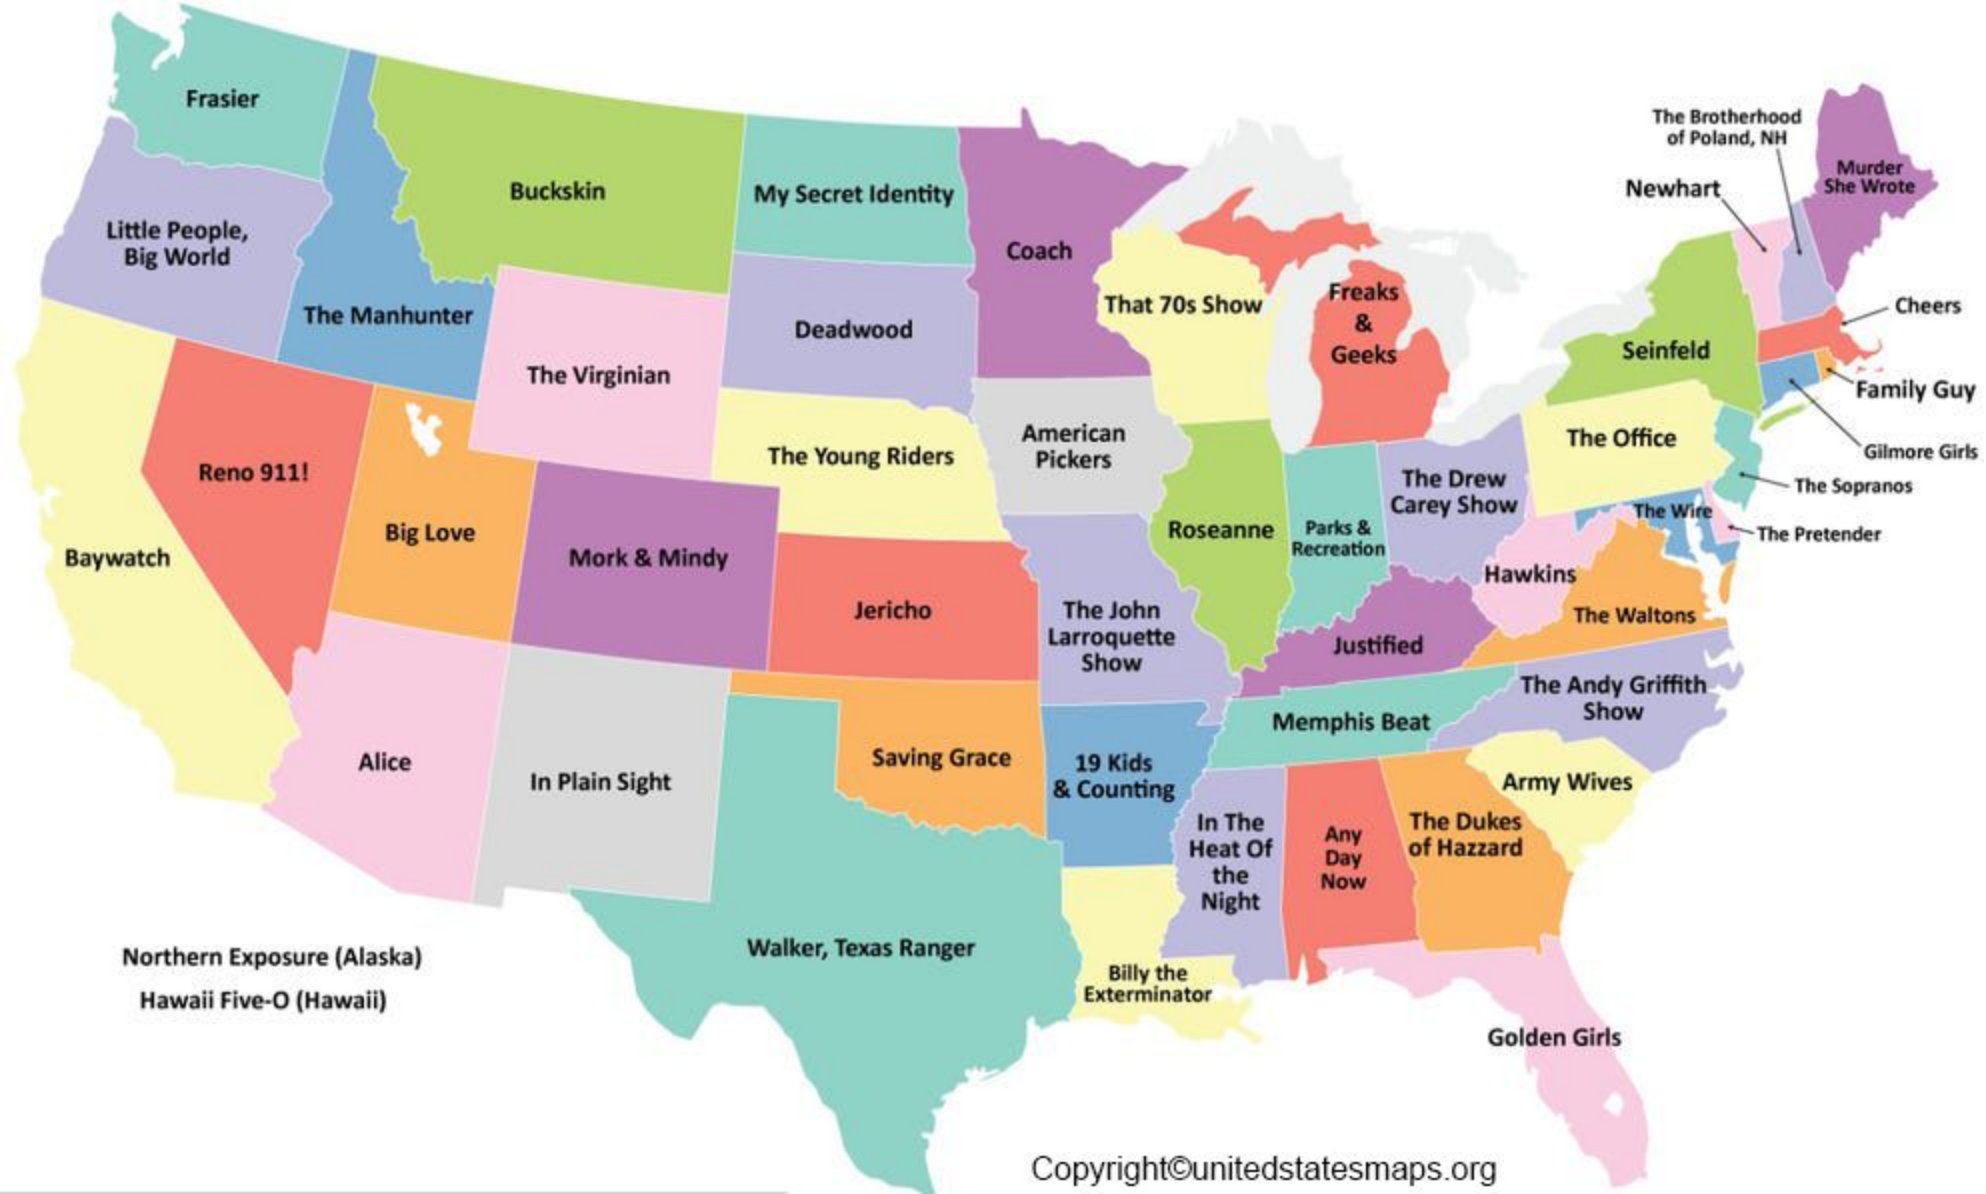 Frasier
Buckskin
My Secret Identity
Coach
The Brotherhood
of Poland, NH
Newhart
Murder
She Wrote
Little People,
Big World
The Manhunter
The Virginian
Deadwood
That 70s Show
Freaks
&
Geeks
Seinfeld
Cheers
Family Guy
Gilmore Girls
Reno 911!
Big Love
Baywatch
Mork & Mindy
The Young Riders
American
Pickers
Roseanne
Parks &
Recreation
The Drew
Carey Show
The Office
The Sopranos
The Wire
The Pretender
Hawkins
The Waltons
Jericho
The John
Larroquette
Show
Justified
The Andy Griffith
Show
Memphis Beat
Alice
In Plain Sight
Saving Grace
19 Kids
& Counting
Army Wives
In The
Heat Of
the
Night
Any
Day
Now
The Dukes
of Hazzard
Walker, Texas Ranger
Billy the
Exterminator
Golden Girls
Northern Exposure (Alaska)
Hawaii Five-O (Hawaii)
Copyright©unitedstatesmaps.org